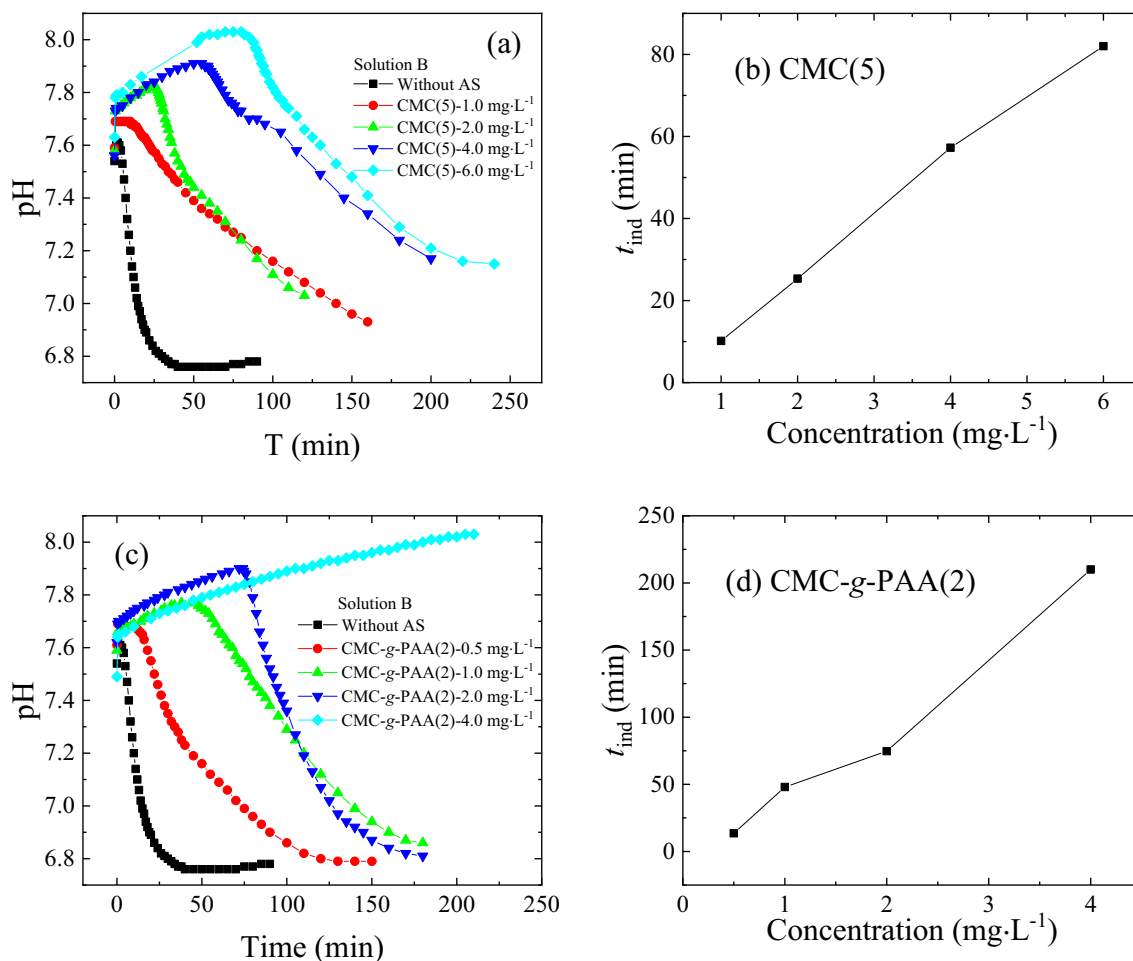 (a)
Solution B
Without AS
CMC(5)-1.0 mg·L⁻¹
CMC(5)-2.0 mg·L⁻¹
CMC(5)-4.0 mg·L⁻¹
CMC(5)-6.0 mg·L⁻¹
8.0
7.8
7.6
7.4
7.2
7.0
6.8
pH
0 50 100 150 200 250
T (min)
(b) CMC(5)
80
60
40
20
0
t_ind (min)
1 2 3 4 5 6
Concentration (mg·L⁻¹)
(c)
Solution B
Without AS
CMC-g-PAA(2)-0.5 mg·L⁻¹
CMC-g-PAA(2)-1.0 mg·L⁻¹
CMC-g-PAA(2)-2.0 mg·L⁻¹
CMC-g-PAA(2)-4.0 mg·L⁻¹
8.0
7.8
7.6
7.4
7.2
7.0
6.8
pH
0 50 100 150 200 250
Time (min)
(d) CMC-g-PAA(2)
250
200
150
100
50
0
t_ind (min)
0 1 2 3 4
Concentration (mg·L⁻¹)